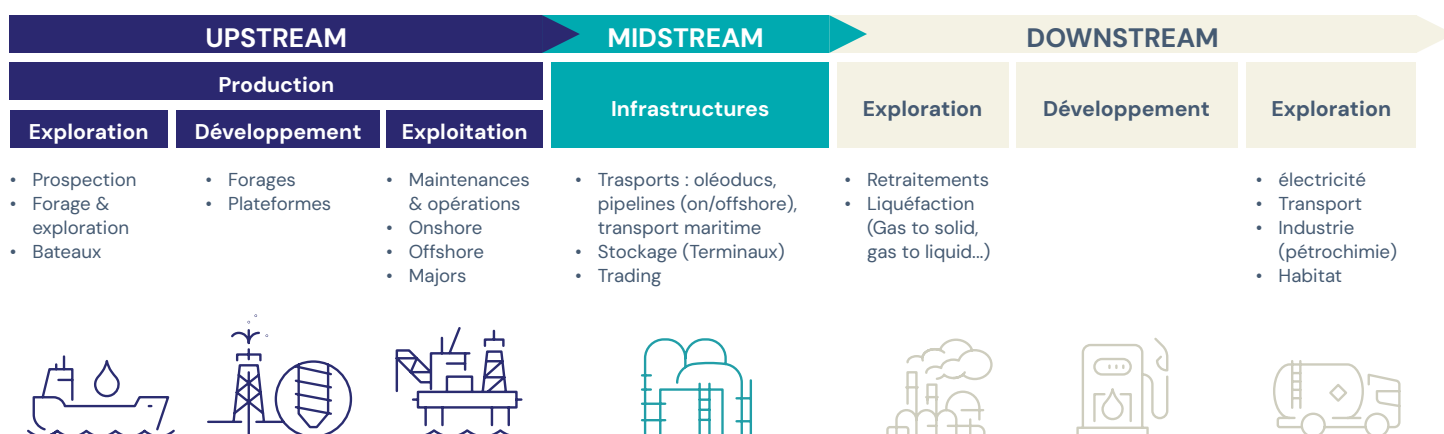 UPSTREAM
MIDSTREAM
DOWNSTREAM
Production
Exploration
Développement
Exploitation
Infrastructures
Exploration
Développement
Exploration
• Prospection
• Forage &
exploration
• Bateaux
• Forages
• Plateformes
• Maintenances
& opérations
• Onshore
• Offshore
• Majors
• Trasports : oléoducs,
pipelines (on/offshore),
transport maritime
• Stockage (Terminaux)
• Trading
• Retraitements
• Liquéfaction
(Gas to solid,
gas to liquid...)
• électricité
• Transport
• Industrie
(pétrochimie)
• Habitat